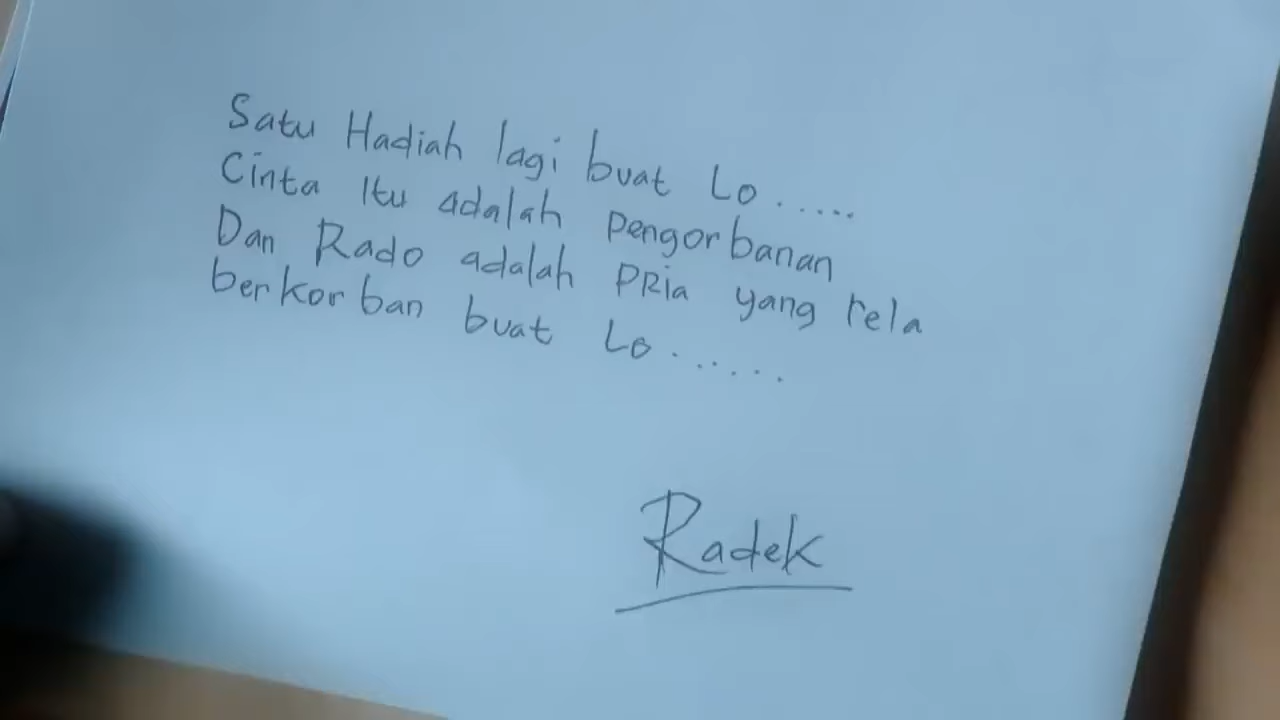 Satu Hadiah lagi buat Lo.....
Cinta Itu adalah pengorbanan
Dan Rado adalah PRia yang rela
berkorban buat Lo......
Radek